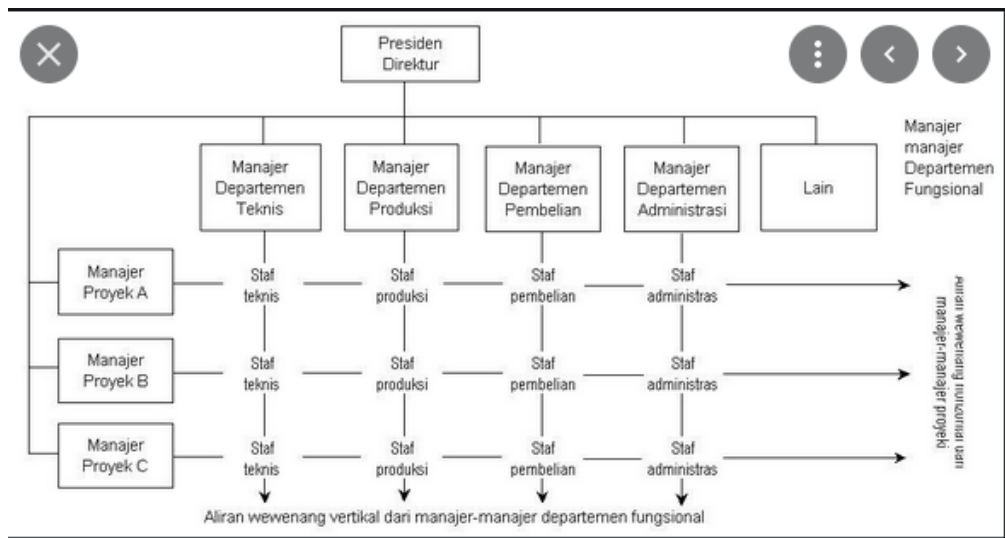 Presiden
Direktur
Manajer
manajer
Departemen
Fungsional
Manajer
Departemen
Teknis
Manajer
Departemen
Produksi
Manajer
Departemen
Pembelian
Manajer
Departemen
Administrasi
Lain
Manajer
Proyek A
Staf
teknis
Staf
produksi
Staf
pembelian
Staf
administras
Manajer
Proyek B
Staf
teknis
Staf
produksi
Staf
pembelian
Staf
administras
Manajer
Proyek C
Staf
teknis
Staf
produksi
Staf
pembelian
Staf
administras
Aliran wewenang horizontal dari
manajer-manajer proyekl
Aliran wewenang vertikal dari manajer-manajer departemen fungsional